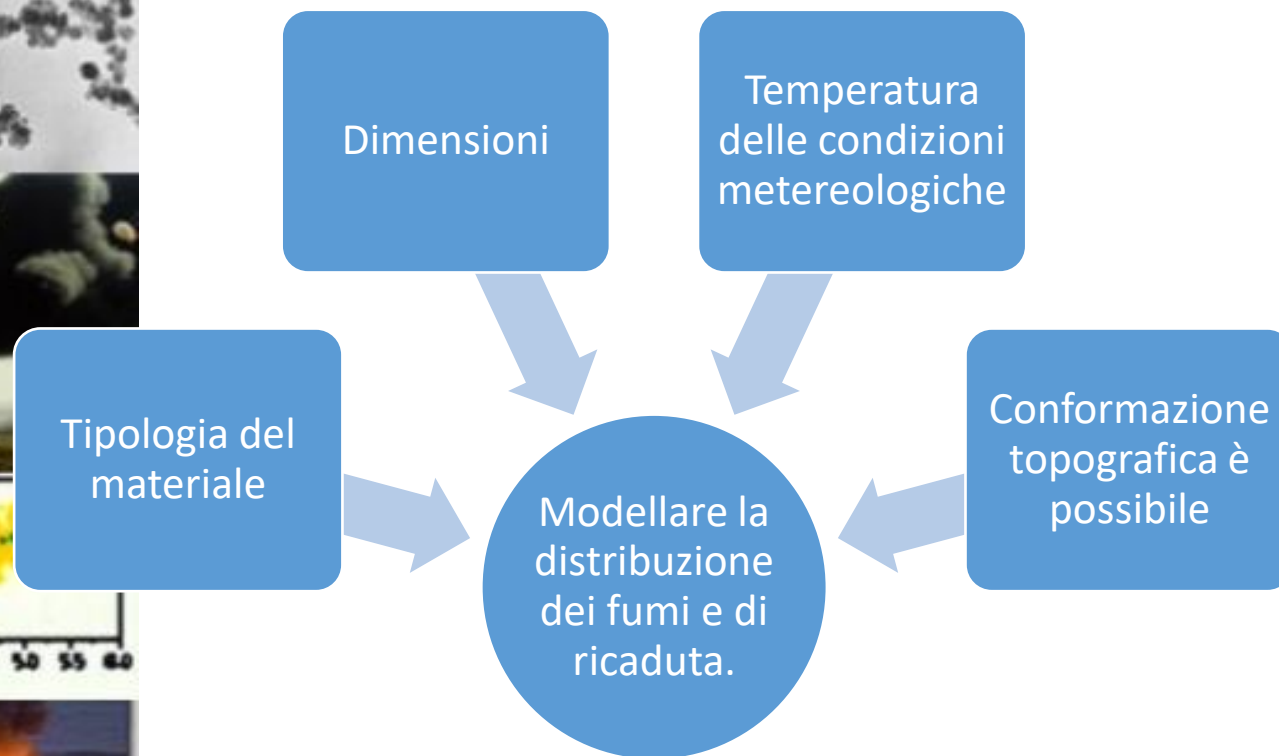 Dimensioni
Temperatura
delle condizioni
metereologiche
Tipologia del
materiale
Conformazione
topografica è
possibile
Modellare la
distribuzione
dei fumi e di
ricaduta.
50 55 60